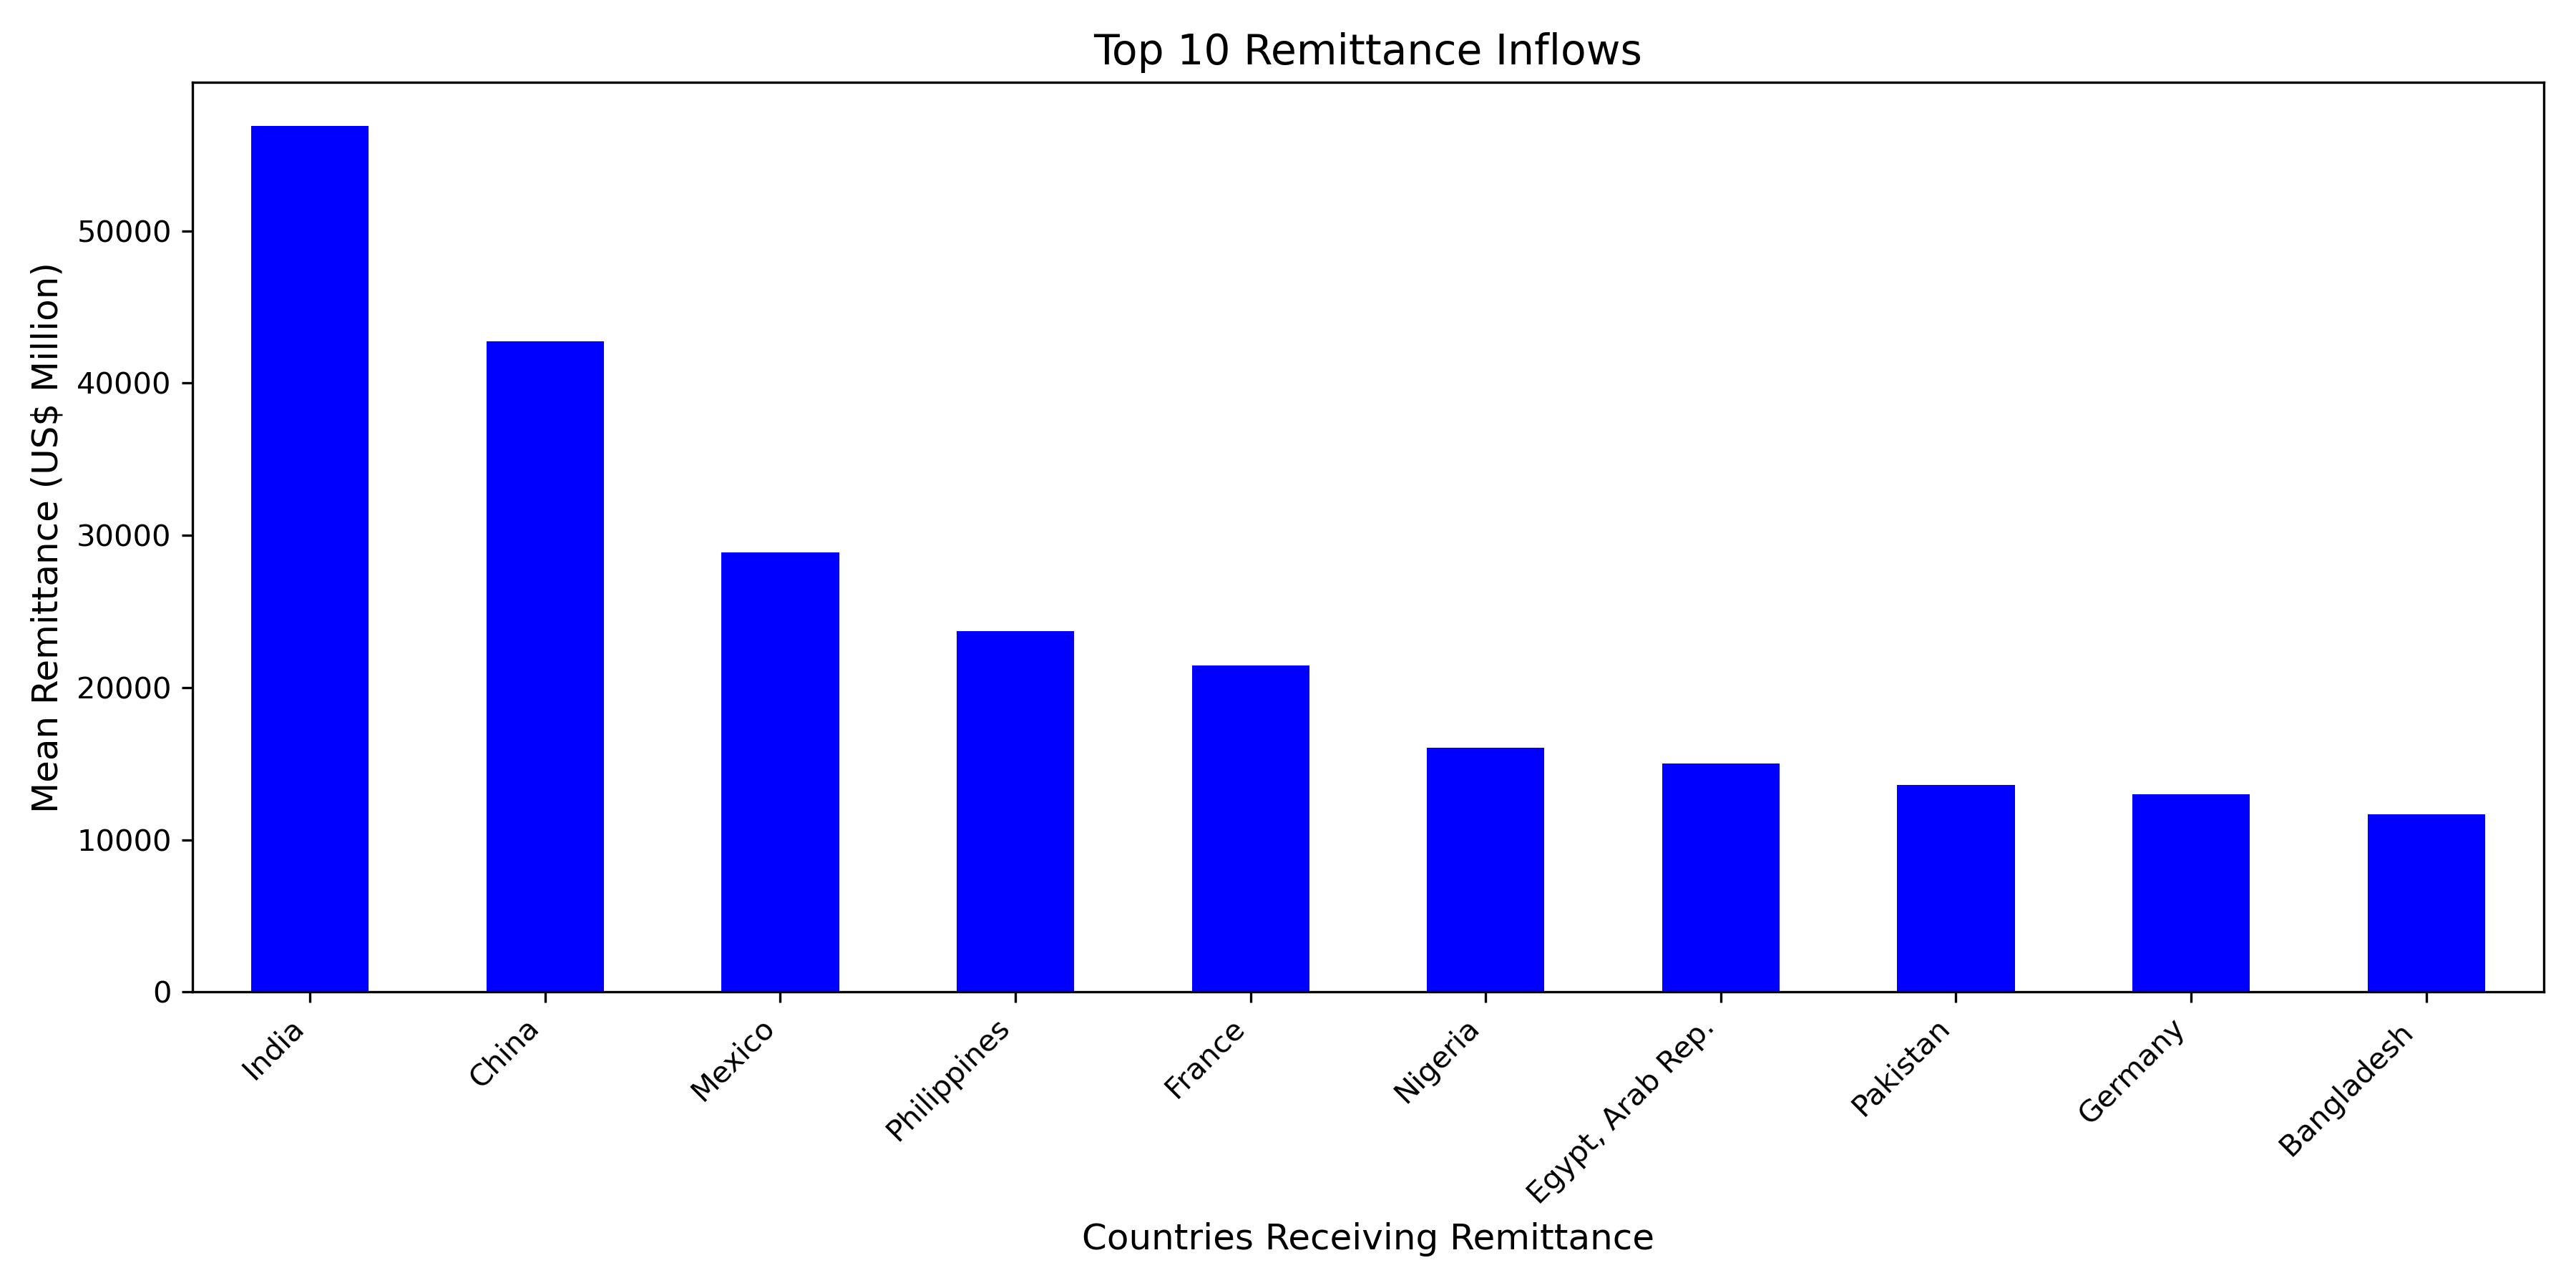 Top 10 Remittance Inflows
Mean Remittance (US$ Million)
50000
40000
30000
20000
10000
0
India
China
Mexico
Philippines
France
Nigeria
Egypt, Arab Rep.
Pakistan
Germany
Bangladesh
Countries Receiving Remittance